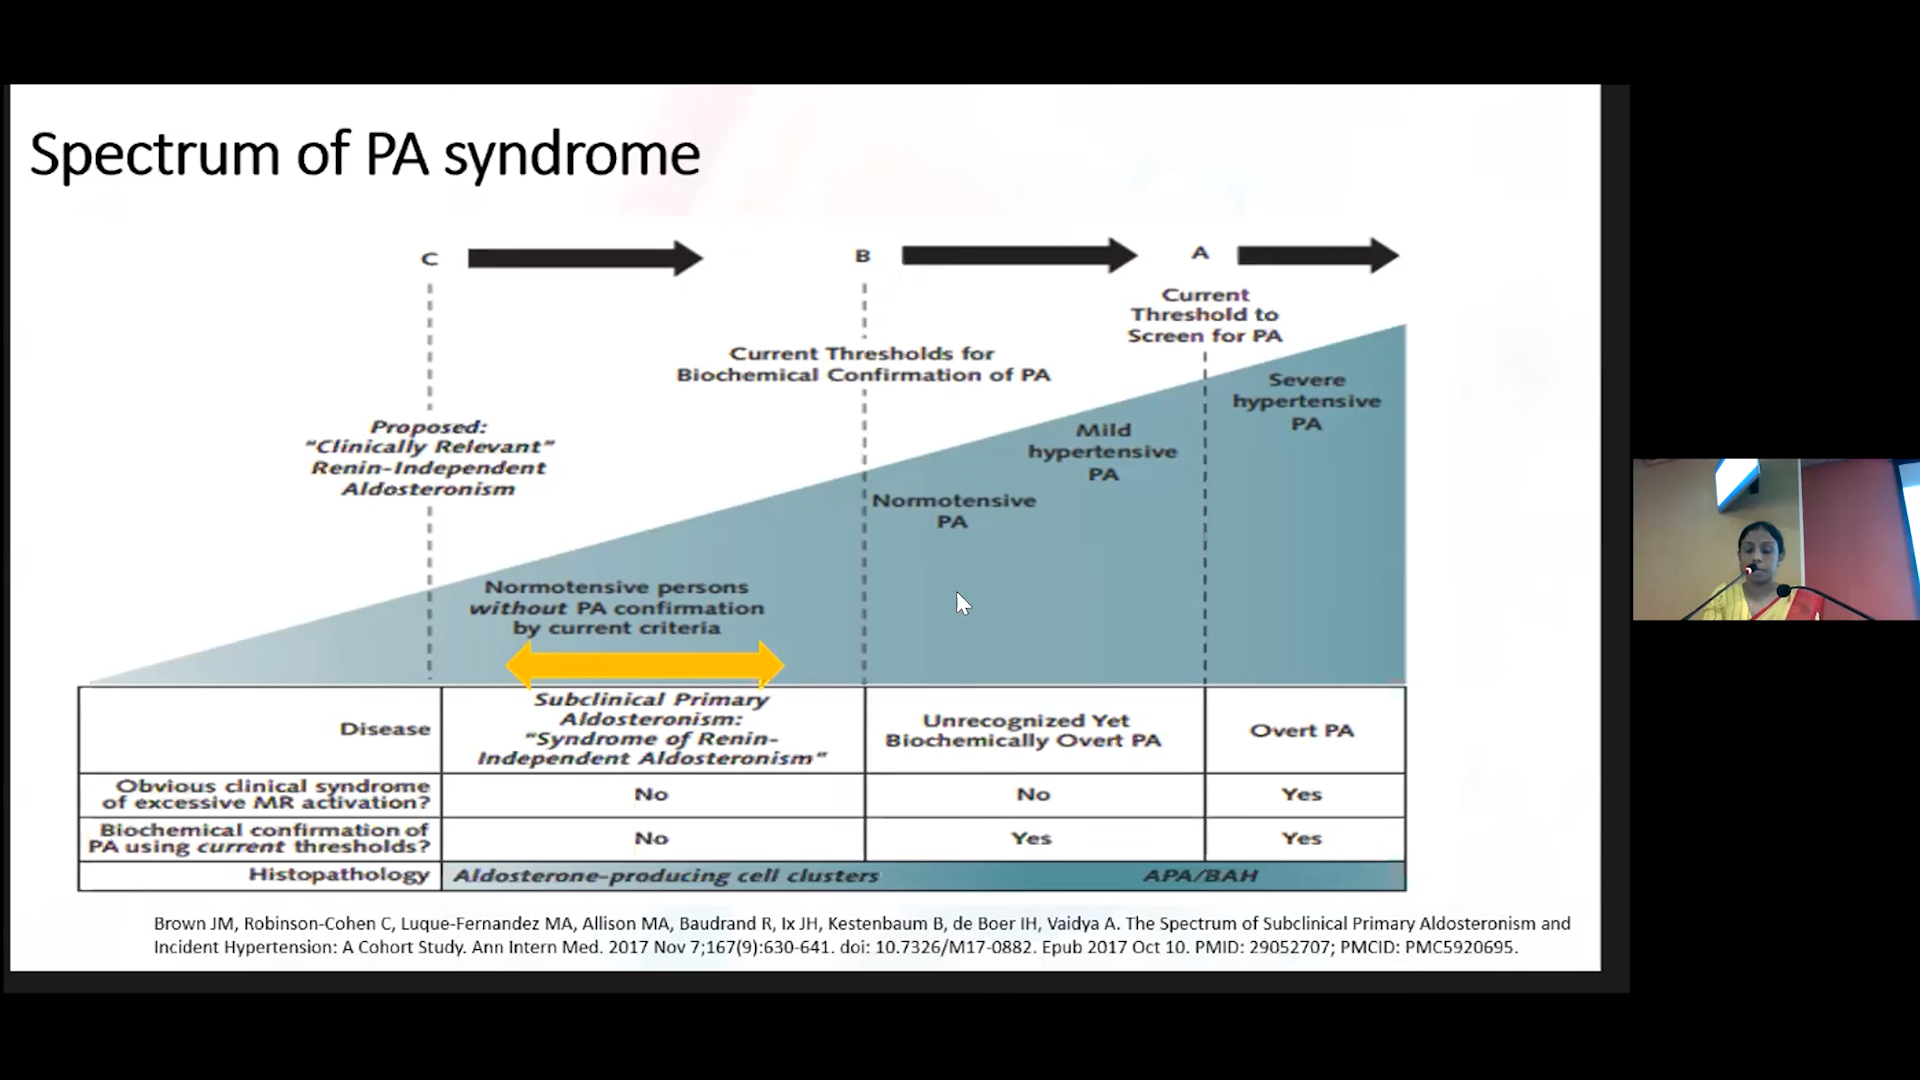 Spectrum of PA syndrome
C
B
A
Current
Threshold to
Screen for PA
Current Thresholds for
Biochemical Confirmation of PA
Proposed:
"Clinically Relevant"
Renin-Independent
Aldosteronism
Severe
hypertensive
PA
Mild
hypertensive
PA
Normotensive
PA
Normotensive persons
without PA confirmation
by current criteria
Disease
Subclinical Primary
Aldosteronism:
"Syndrome of Renin-
Independent Aldosteronism"
Unrecognized Yet
Biochemically Overt PA
Overt PA
Obvious clinical syndrome
of excessive MR activation?
No
No
Yes
Biochemical confirmation of
PA using current thresholds?
No
Yes
Yes
Histopathology
Aldosterone-producing cell clusters
APA/BAH
Brown JM, Robinson-Cohen C, Luque-Fernandez MA, Allison MA, Baudrand R, Ix JH, Kestenbaum B, de Boer IH, Vaidya A. The Spectrum of Subclinical Primary Aldosteronism and
Incident Hypertension: A Cohort Study. Ann Intern Med. 2017 Nov 7;167(9):630-641. doi: 10.7326/M17-0882. Epub 2017 Oct 10. PMID: 29052707; PMCID: PMC5920695.